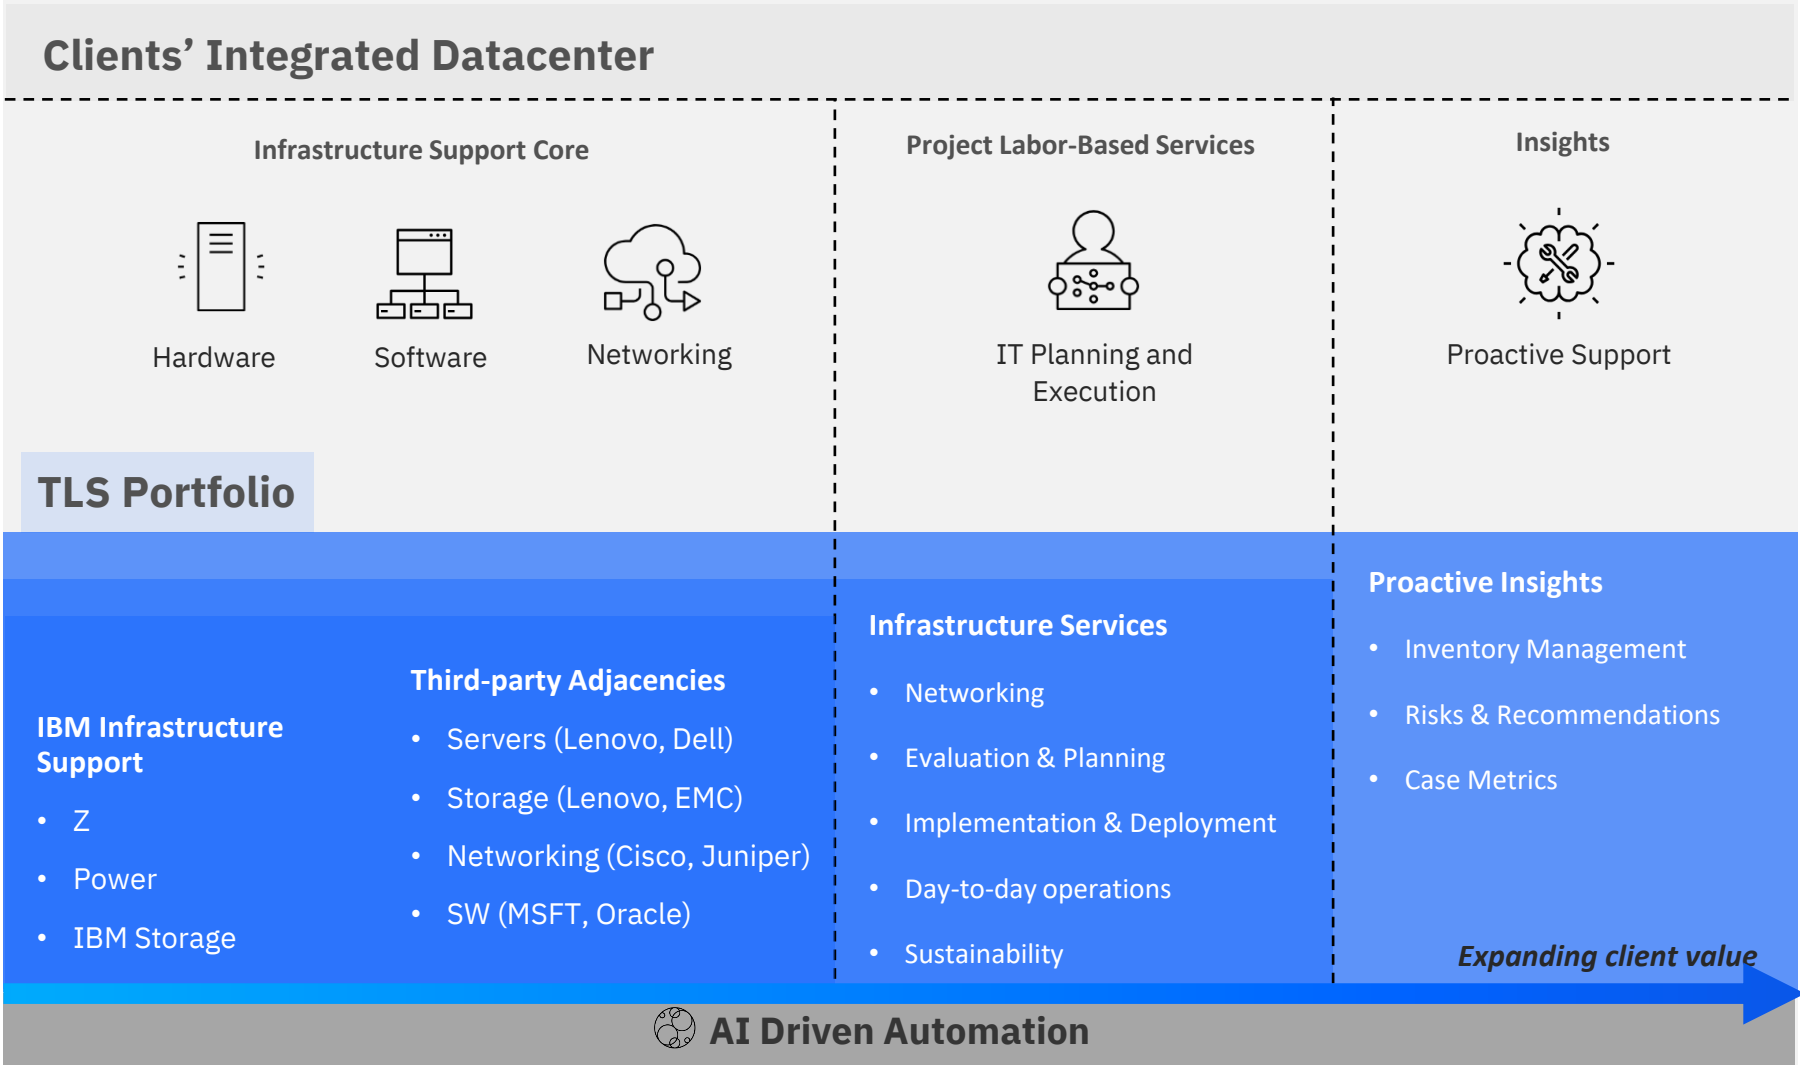 Clients’ Integrated Datacenter
Infrastructure Support Core
Hardware
Software
Networking
Project Labor-Based Services
IT Planning and
Execution
Insights
Proactive Support
TLS Portfolio
IBM Infrastructure
Support
• Z
• Power
• IBM Storage
Third-party Adjacencies
• Servers (Lenovo, Dell)
• Storage (Lenovo, EMC)
• Networking (Cisco, Juniper)
• SW (MSFT, Oracle)
Infrastructure Services
• Networking
• Evaluation & Planning
• Implementation & Deployment
• Day-to-day operations
• Sustainability
Proactive Insights
• Inventory Management
• Risks & Recommendations
• Case Metrics
Expanding client value
AI Driven Automation